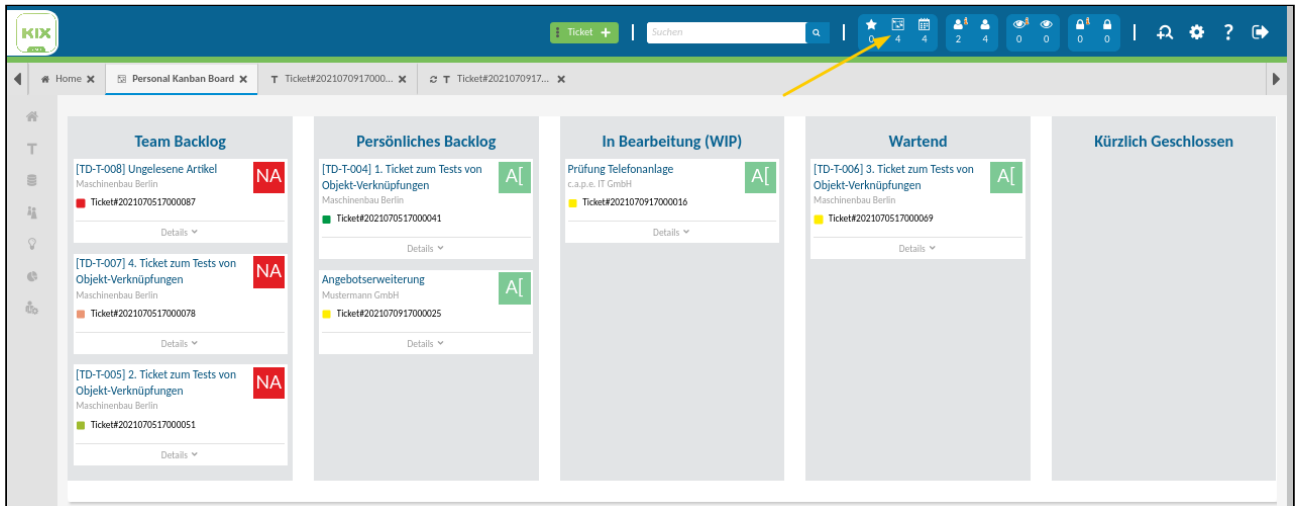 KIX
Ticket +
Suchen
0 4 4 2 4 0 0 0 0
?
Home Personal Kanban Board T Ticket#2021070917000... T Ticket#2021070917...
T
Team Backlog
[TD-T-008] Ungelesene Artikel
NA
Maschinenbau Berlin
Ticket#2021070517000087
Details
[TD-T-007] 4. Ticket zum Tests von
Objekt-Verknüpfungen
NA
Maschinenbau Berlin
Ticket#2021070517000078
Details
[TD-T-005] 2. Ticket zum Tests von
Objekt-Verknüpfungen
NA
Maschinenbau Berlin
Ticket#2021070517000051
Details
Persönliches Backlog
[TD-T-004] 1. Ticket zum Tests von
Objekt-Verknüpfungen
A[
Maschinenbau Berlin
Ticket#2021070517000041
Details
Angebotserweiterung
A[
Mustermann GmbH
Ticket#2021070917000025
Details
In Bearbeitung (WIP)
Prüfung Telefonanlage
A[
c.a.p.e. IT GmbH
Ticket#2021070917000016
Details
Wartend
[TD-T-006] 3. Ticket zum Tests von
Objekt-Verknüpfungen
A[
Maschinenbau Berlin
Ticket#2021070517000069
Details
Kürzlich Geschlossen